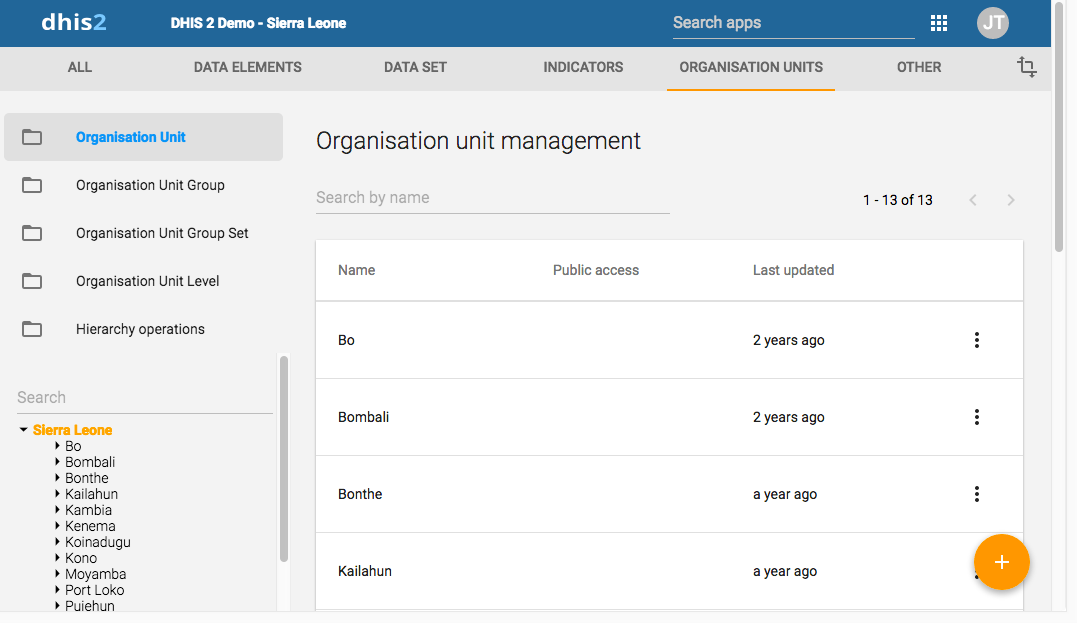 dhis2
DHIS 2 Demo - Sierra Leone
Search apps
JT
ALL
DATA ELEMENTS
DATA SET
INDICATORS
ORGANISATION UNITS
OTHER
Organisation Unit
Organisation Unit Group
Organisation Unit Group Set
Organisation Unit Level
Hierarchy operations
Search
Sierra Leone
Bo
Bombali
Bonthe
Kailahun
Kambia
Kenema
Koinadugu
Kono
Moyamba
Port Loko
Pujehun
Organisation unit management
Search by name
1 - 13 of 13
Name Public access Last updated
Bo 2 years ago
Bombali 2 years ago
Bonthe a year ago
Kailahun a year ago